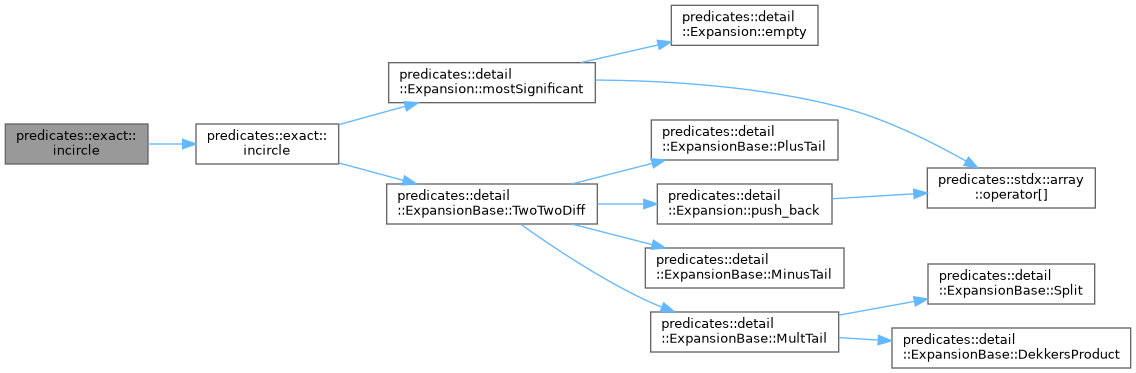 predicates::exact::
incircle
predicates::exact::
incircle
predicates::detail
::Expansion::mostSignificant
predicates::detail
::Expansion::empty
predicates::detail
::ExpansionBase::TwoTwoDiff
predicates::detail
::ExpansionBase::PlusTail
predicates::detail
::Expansion::push_back
predicates::stdx::array
::operator[]
predicates::detail
::ExpansionBase::MinusTail
predicates::detail
::ExpansionBase::MultTail
predicates::detail
::ExpansionBase::Split
predicates::detail
::ExpansionBase::DekkersProduct